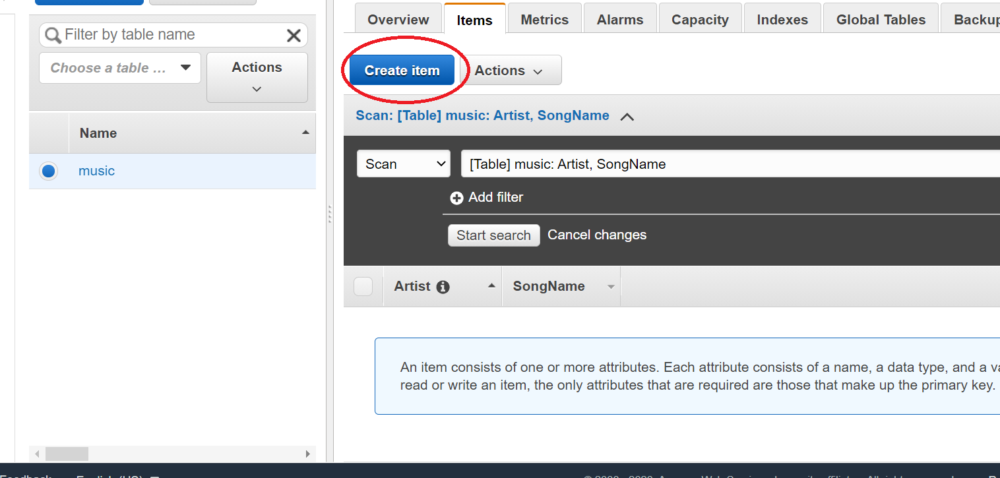 Filter by table name
Choose a table ...
Actions
Name
music
Overview
Items
Metrics
Alarms
Capacity
Indexes
Global Tables
Backup
Create item
Actions
Scan: [Table] music: Artist, SongName
Scan
[Table] music: Artist, SongName
Add filter
Start search
Cancel changes
Artist
SongName
An item consists of one or more attributes. Each attribute consists of a name, a data type, and a va
read or write an item, the only attributes that are required are those that make up the primary key.
Feedback
English (US)